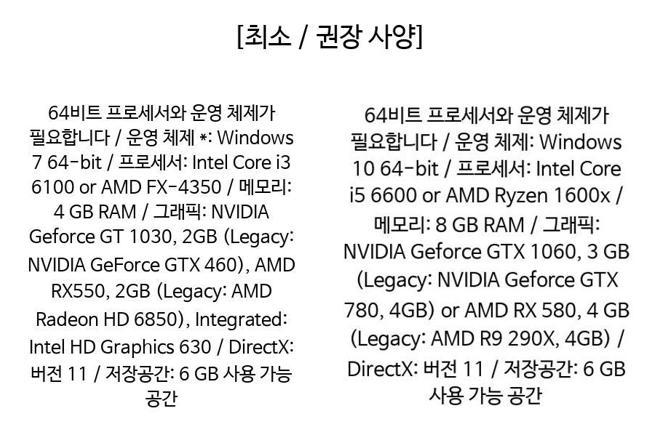 [최소 / 권장 사양]
64비트 프로세서와 운영 체제가
필요합니다 / 운영 체제 *: Windows
7 64-bit / 프로세서: Intel Core i3
6100 or AMD FX-4350 / 메모리:
4 GB RAM / 그래픽: NVIDIA
Geforce GT 1030, 2GB (Legacy:
NVIDIA GeForce GTX 460), AMD
RX550, 2GB (Legacy: AMD
Radeon HD 6850), Integrated:
Intel HD Graphics 630 / DirectX:
버전 11 / 저장공간: 6 GB 사용 가능
공간
64비트 프로세서와 운영 체제가
필요합니다 / 운영 체제: Windows
10 64-bit / 프로세서: Intel Core
i5 6600 or AMD Ryzen 1600x /
메모리: 8 GB RAM / 그래픽:
NVIDIA Geforce GTX 1060, 3 GB
(Legacy: NVIDIA Geforce GTX
780, 4GB) or AMD RX 580, 4 GB
(Legacy: AMD R9 290X, 4GB) /
DirectX: 버전 11 / 저장공간: 6 GB
사용 가능 공간